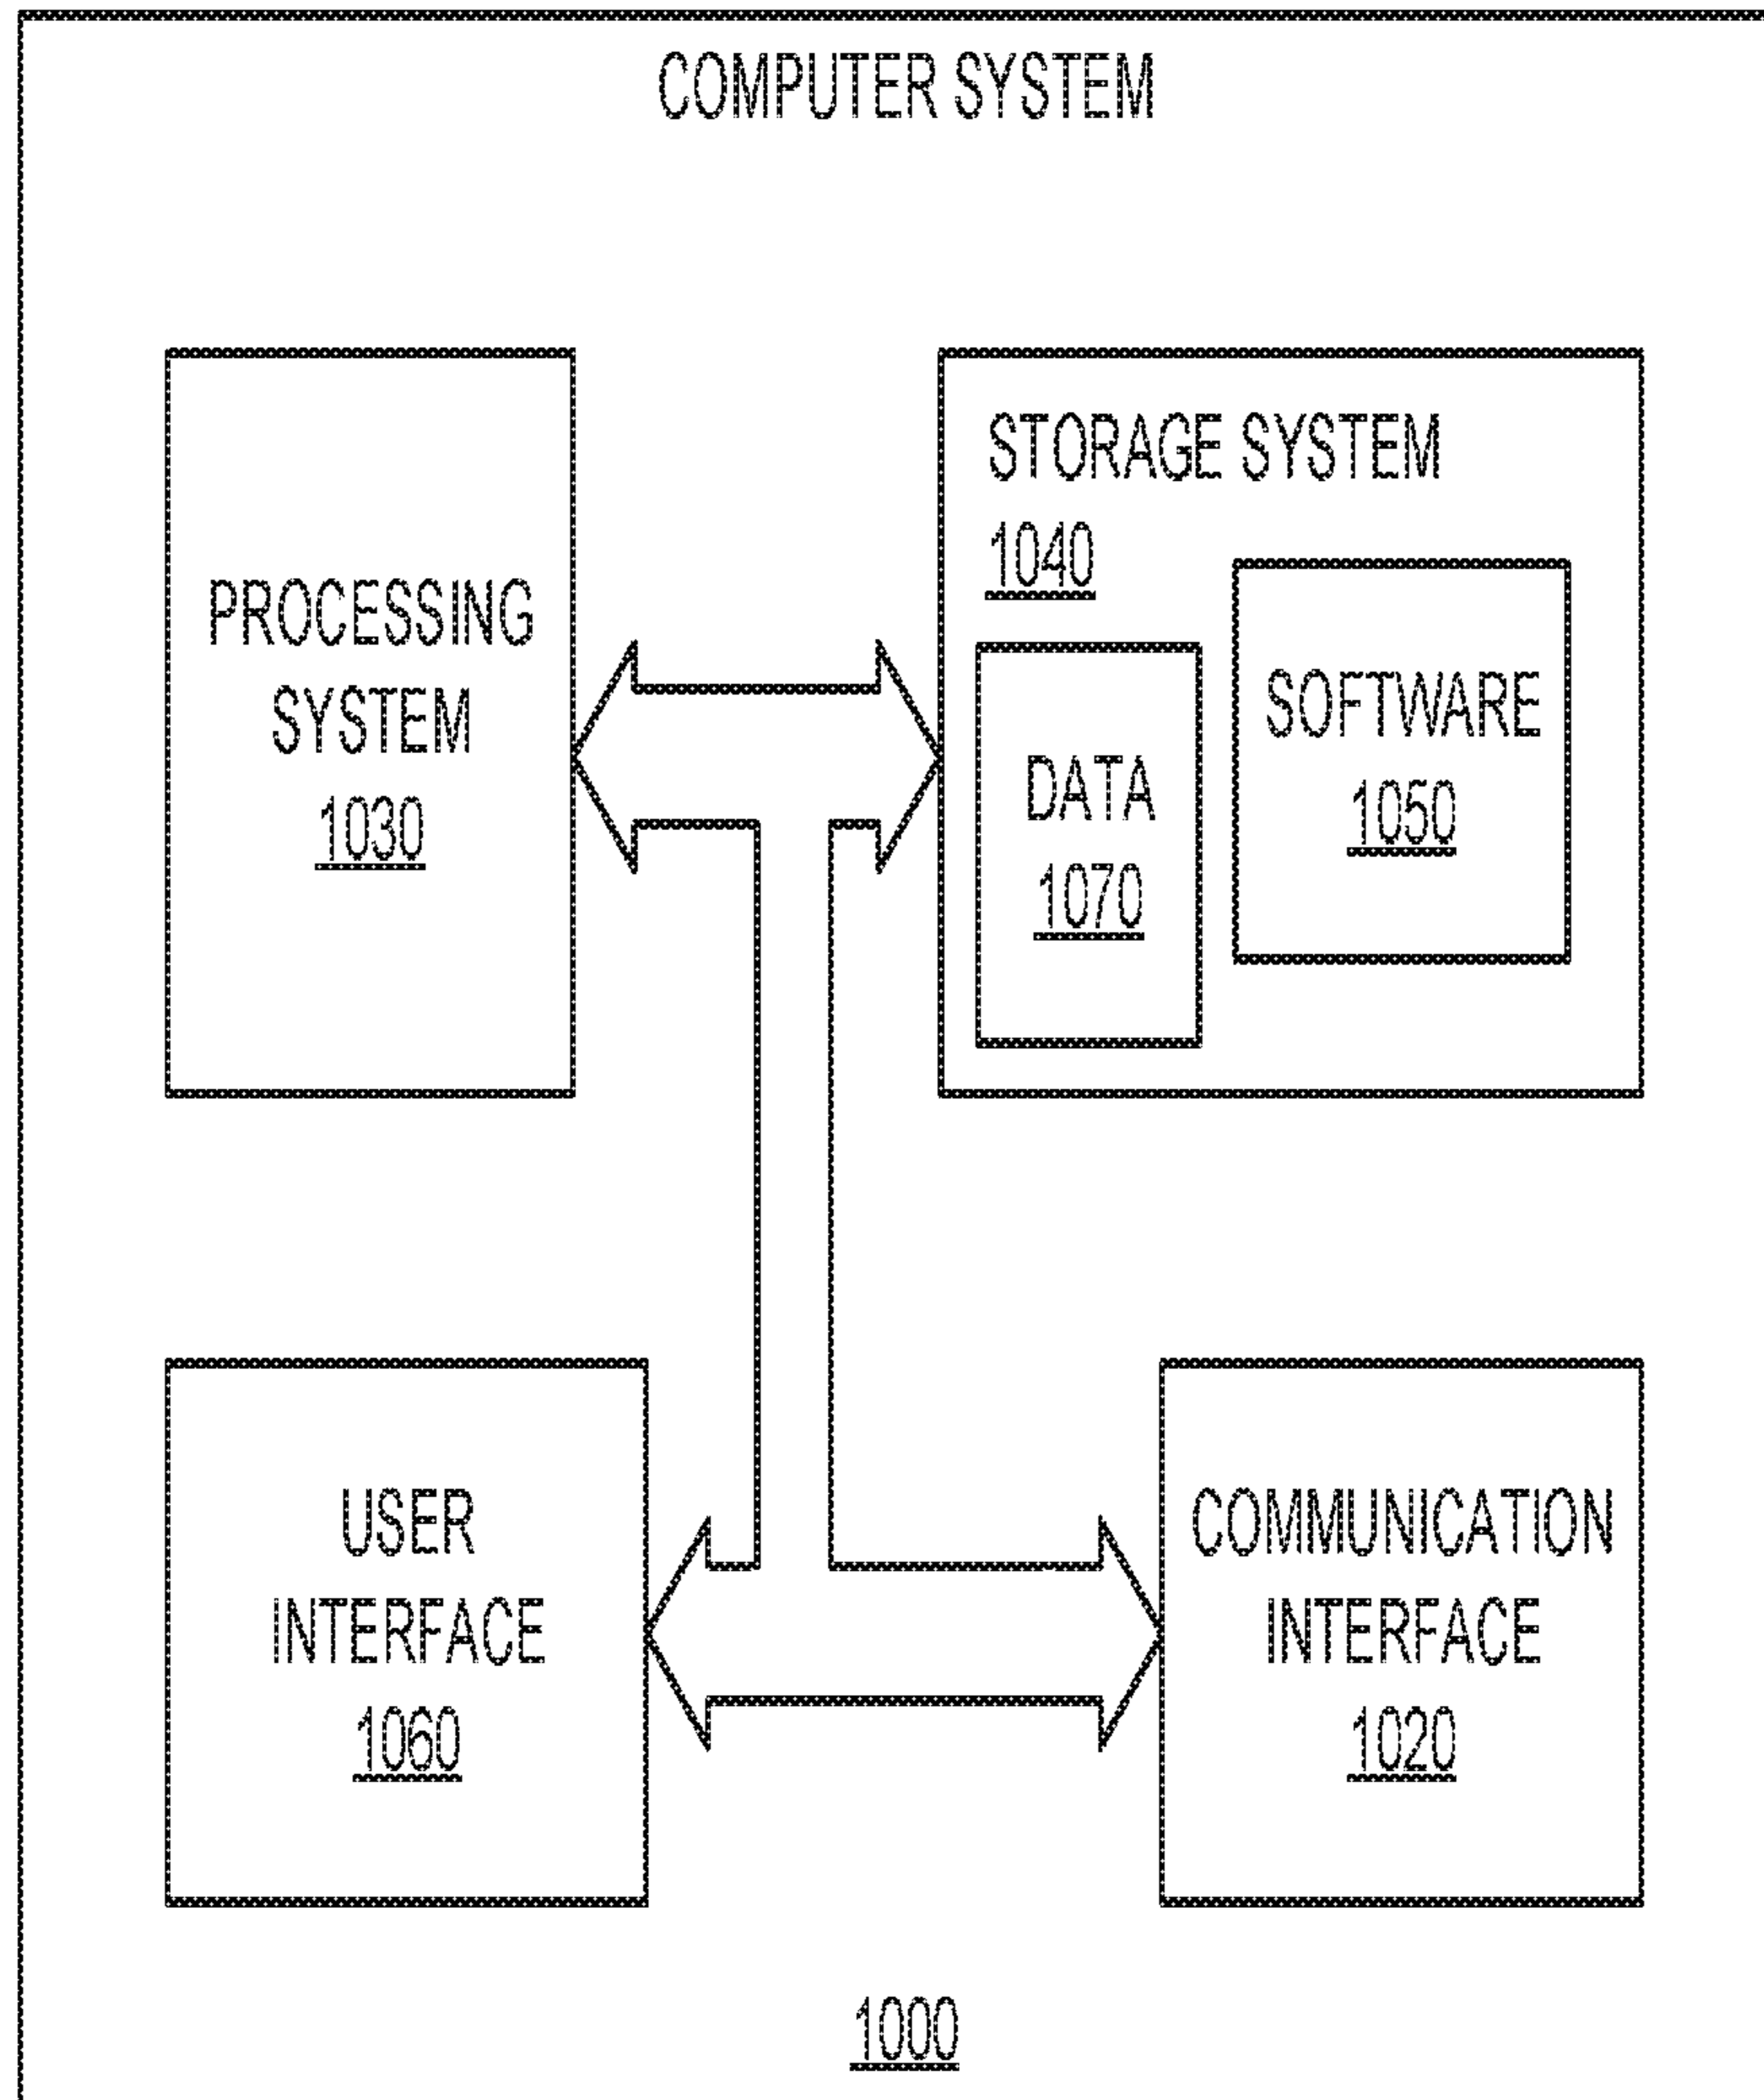 COMPUTER SYSTEM
PROCESSING
SYSTEM
1030
STORAGE SYSTEM
1040
DATA
1070
SOFTWARE
1050
USER
INTERFACE
1060
COMMUNICATION
INTERFACE
1020
1000